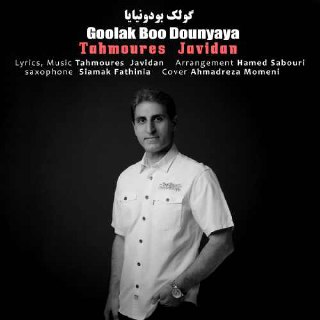 گولک بودونیایا
Goolak Boo Dounyaya
Tahmoures Javidan
Lyrics, Music Tahmoures Javidan Arrangement Hamed Sabouri
saxophone Siamak Fathinia Cover Ahmadreza Momeni